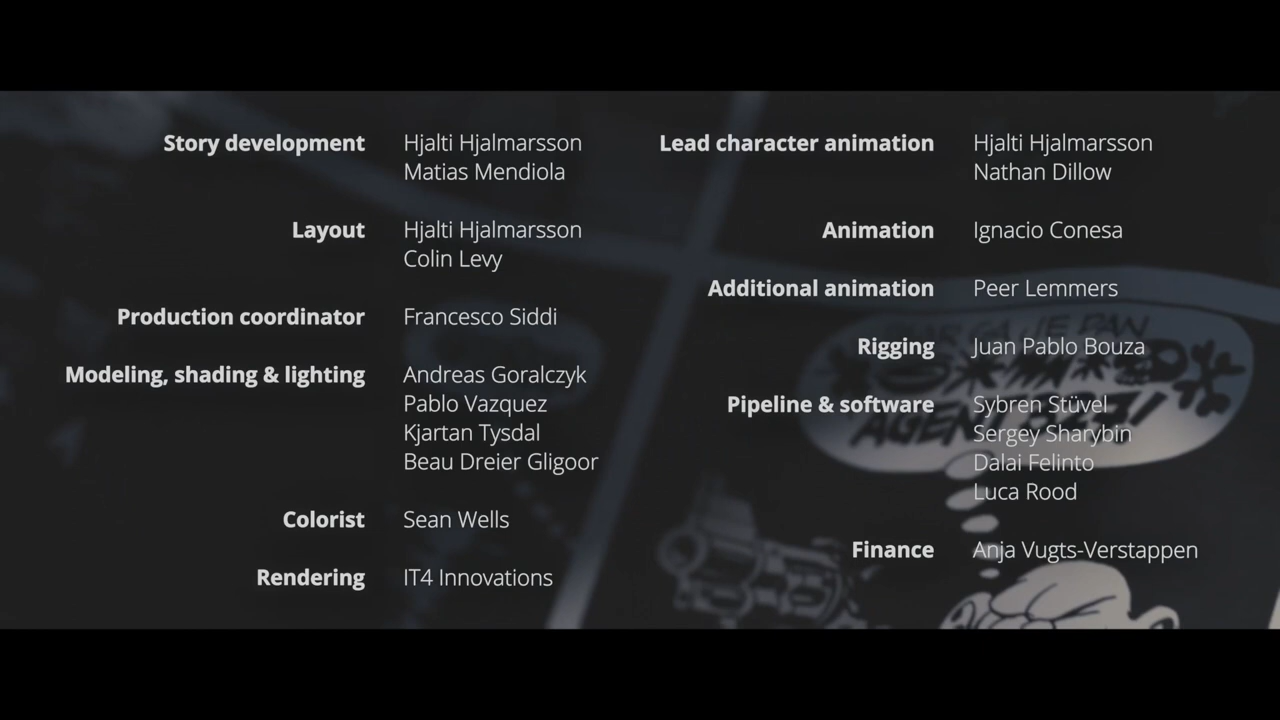 Story development Hjalti Hjalmarsson
Matias Mendiola
Layout Hjalti Hjalmarsson
Colin Levy
Production coordinator Francesco Siddi
Modeling, shading & lighting Andreas Goralczyk
Pablo Vazquez
Kjartan Tysdal
Beau Dreier Gligoor
Colorist Sean Wells
Rendering IT4 Innovations
Lead character animation Hjalti Hjalmarsson
Nathan Dillow
Animation Ignacio Conesa
Additional animation Peer Lemmers
Rigging Juan Pablo Bouza
Pipeline & software Sybren Stüvel
Sergey Sharybin
Dalai Felinto
Luca Rood
Finance Anja Vugts-Verstappen